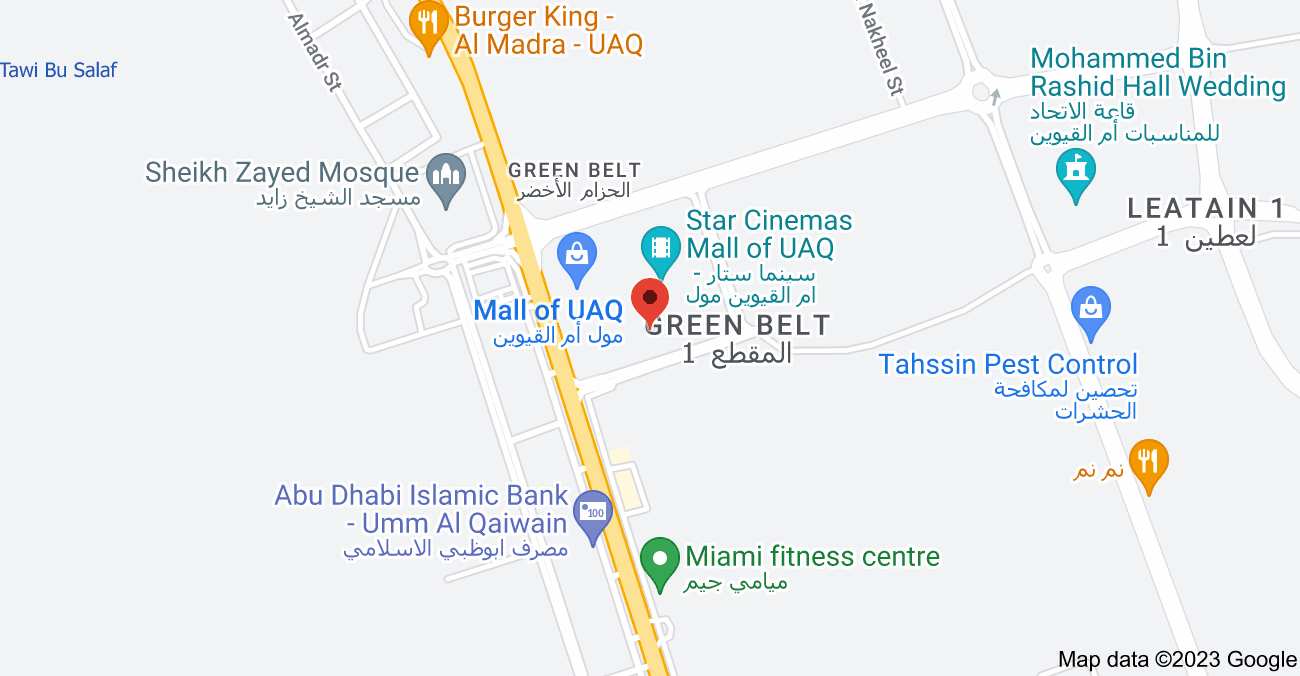 Burger King -
Al Madra - UAQ
Almadr St
Nakheel St
Tawi Bu Salaf
Mohammed Bin
Rashid Hall Wedding
قاعة الاتحاد
للمناسبات أم القيوين
Sheikh Zayed Mosque
مسجد الشيخ زايد
GREEN BELT
الحزام الأخضر
LEATAIN 1
لعطين 1
Star Cinemas
Mall of UAQ
سينما ستار -
ام القيوين مول
Mall of UAQ
مول أم القيوين
GREEN BELT
المقطع 1
Tahssin Pest Control
تحصين لمكافحة
الحشرات
نم نم
Abu Dhabi Islamic Bank
- Umm Al Qaiwain
مصرف ابوظبي الاسلامي
100
Miami fitness centre
ميامي جيم
Map data ©2023 Google